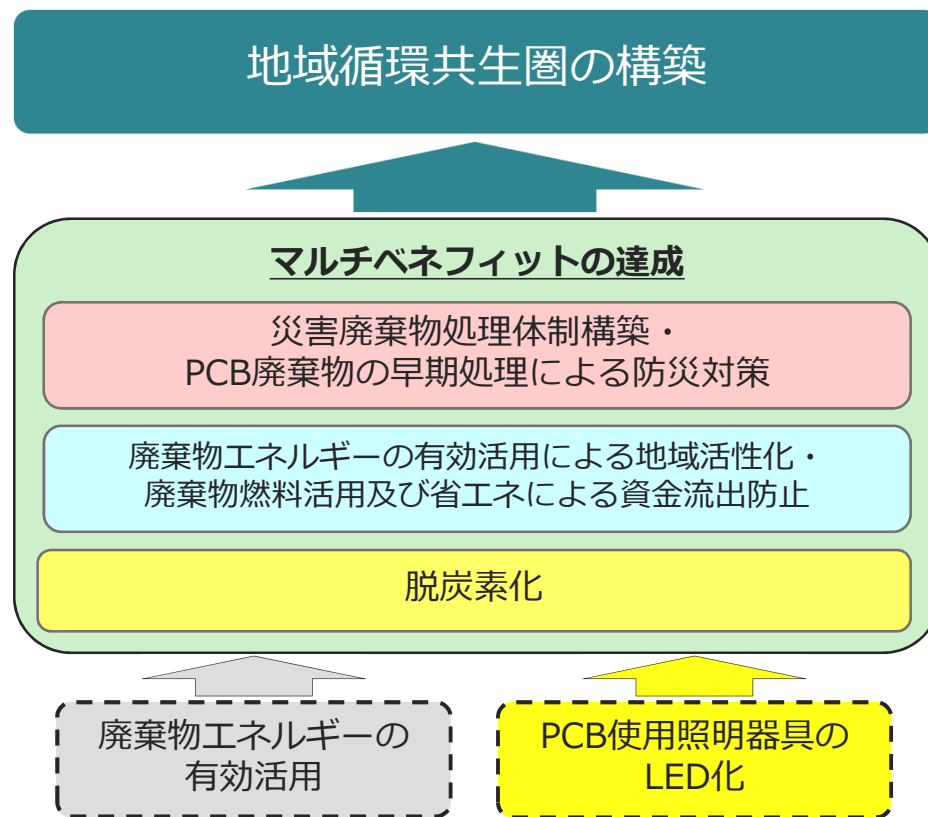 地域循環共生圏の構築
マルチベネフィットの達成
災害廃棄物処理体制構築・
PCB廃棄物の早期処理による防災対策
廃棄物エネルギーの有効活用による地域活性化・
廃棄物燃料活用及び省エネによる資金流出防止
脱炭素化
廃棄物エネルギーの
有効活用
PCB使用照明器具の
LED化